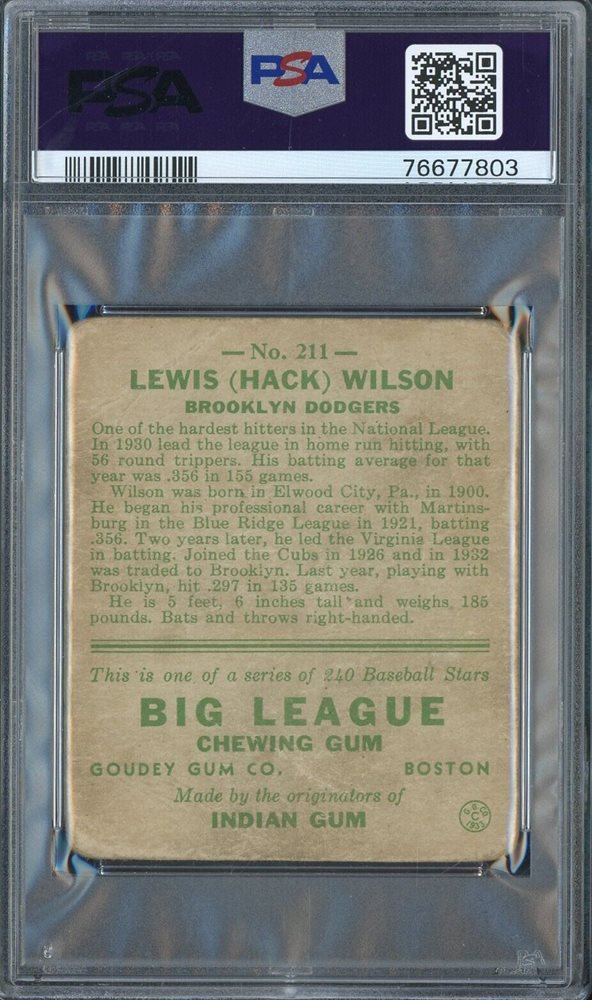 PSA
PSA
76677803
— No. 211 —
LEWIS (HACK) WILSON
BROOKLYN DODGERS
One of the hardest hitters in the National League.
In 1930 lead the league in home run hitting, with
56 round trippers. His batting average for that
year was .356 in 155 games.
Wilson was born in Elwood City, Pa., in 1900.
He began his professional career with Martins-
burg in the Blue Ridge League in 1921, batting
.356. Two years later, he led the Virginia League
in batting. Joined the Cubs in 1926 and in 1932
was traded to Brooklyn. Last year, playing with
Brooklyn, hit .297 in 135 games.
He is 5 feet, 6 inches tall and weighs 185
pounds. Bats and throws right-handed.
This is one of a series of 240 Baseball Stars
BIG LEAGUE
CHEWING GUM
GOUDEY GUM CO. BOSTON
Made by the originators of
INDIAN GUM
G.G.CO.
C
1933
PSA